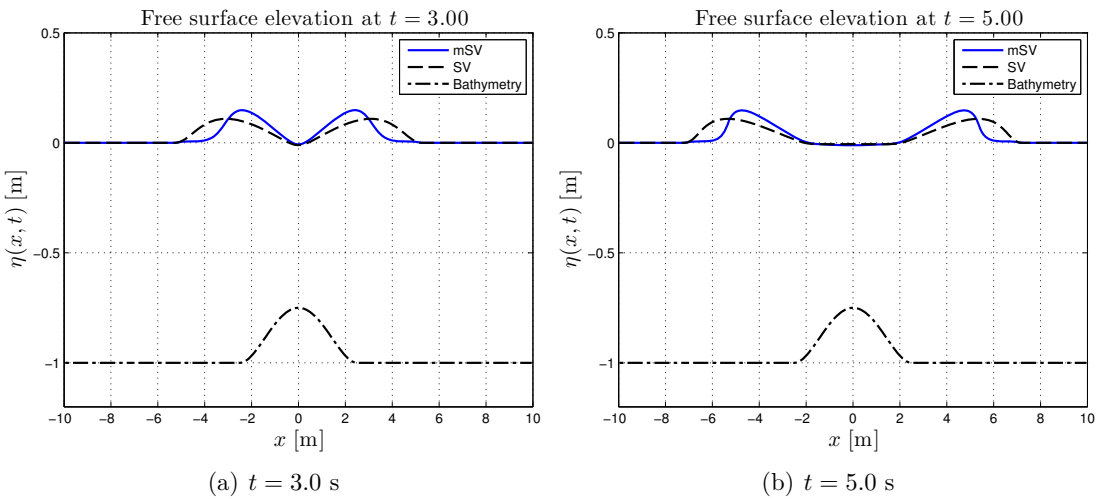 Free surface elevation at t = 3.00
0.5
0
−0.5
−1
η(x, t) [m]
mSV
SV
Bathymetry
−10 −8 −6 −4 −2 0 2 4 6 8 10
x [m]
(a) t = 3.0 s
Free surface elevation at t = 5.00
0.5
0
−0.5
−1
η(x, t) [m]
mSV
SV
Bathymetry
−10 −8 −6 −4 −2 0 2 4 6 8 10
x [m]
(b) t = 5.0 s